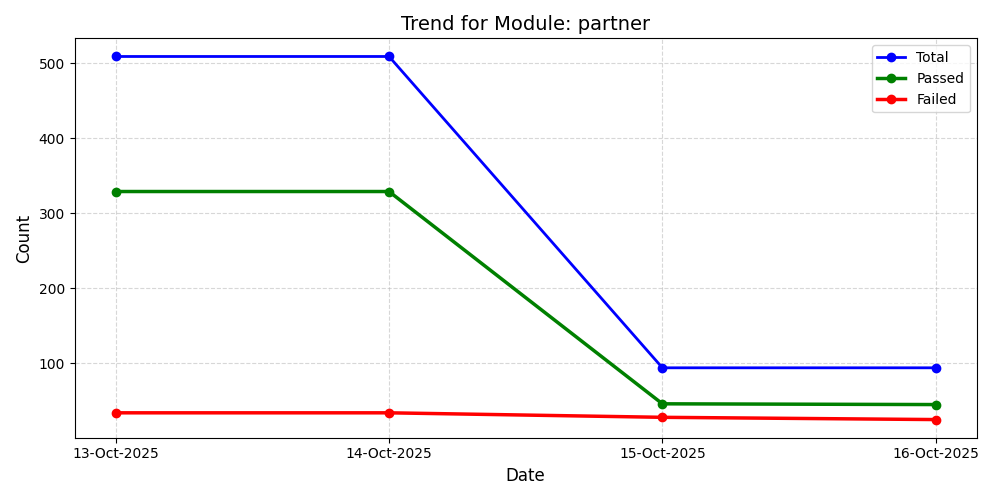 Trend for Module: partner
Total
Passed
Failed
Count
500
400
300
200
100
13-Oct-2025
14-Oct-2025
15-Oct-2025
16-Oct-2025
Date